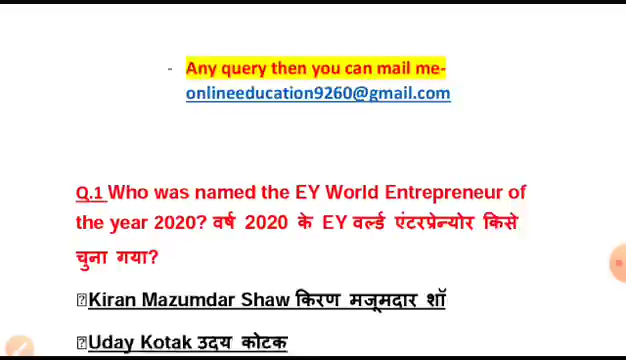 - Any query then you can mail me-
onlineeducation9260@gmail.com
Q.1 Who was named the EY World Entrepreneur of
the year 2020? वर्ष 2020 के EY वर्ल्ड एंटरप्रेन्योर किसे
चुना गया?
⍰Kiran Mazumdar Shaw किरण मजूमदार शॉ
⍰Uday Kotak उदय कोटक